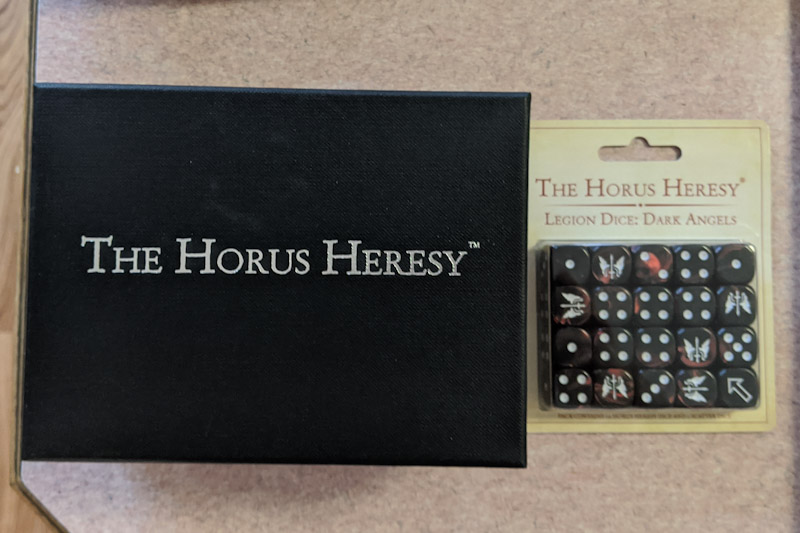 THE HORUS HERESY™
THE HORUS HERESY®
LEGION DICE: DARK ANGELS